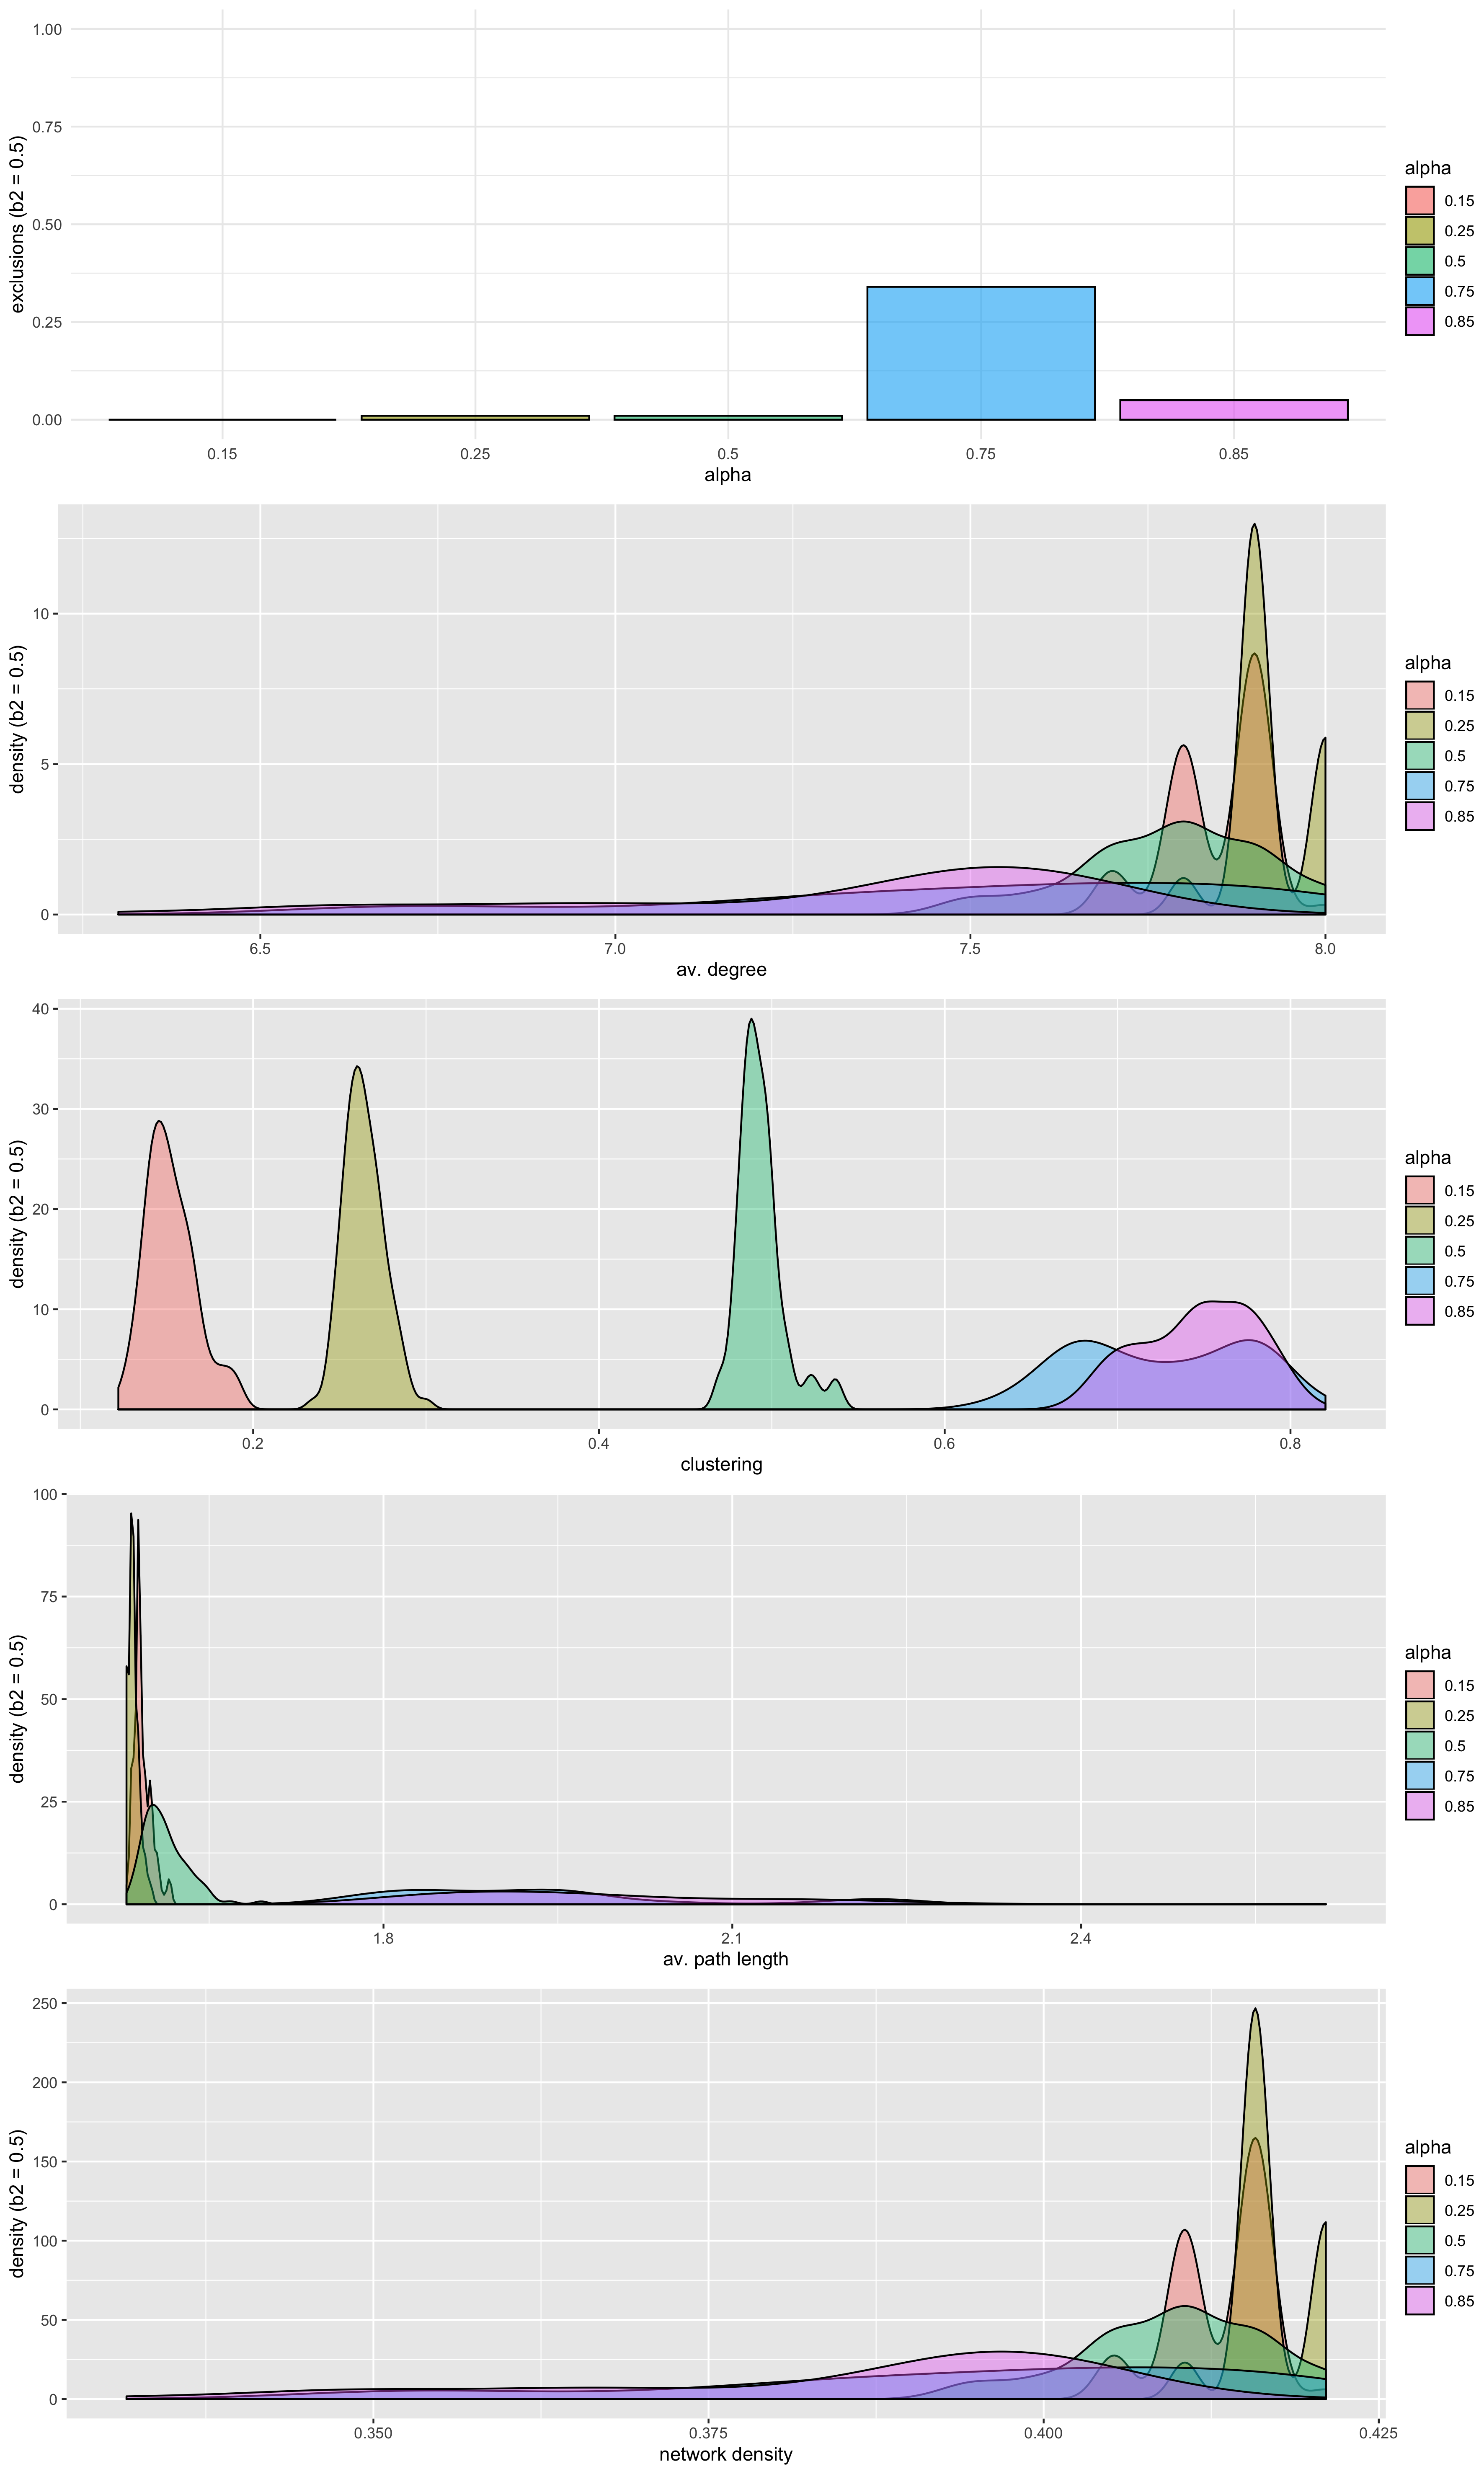 exclusions (b2 = 0.5)
1.00
0.75
0.50
0.25
0.00
0.15 0.25 0.5 0.75 0.85
alpha
alpha
0.15
0.25
0.5
0.75
0.85
density (b2 = 0.5)
10
5
0
6.5 7.0 7.5 8.0
av. degree
alpha
0.15
0.25
0.5
0.75
0.85
density (b2 = 0.5)
40
30
20
10
0
0.2 0.4 0.6 0.8
clustering
alpha
0.15
0.25
0.5
0.75
0.85
density (b2 = 0.5)
100
75
50
25
0
1.8 2.1 2.4
av. path length
alpha
0.15
0.25
0.5
0.75
0.85
density (b2 = 0.5)
250
200
150
100
50
0
0.350 0.375 0.400 0.425
network density
alpha
0.15
0.25
0.5
0.75
0.85